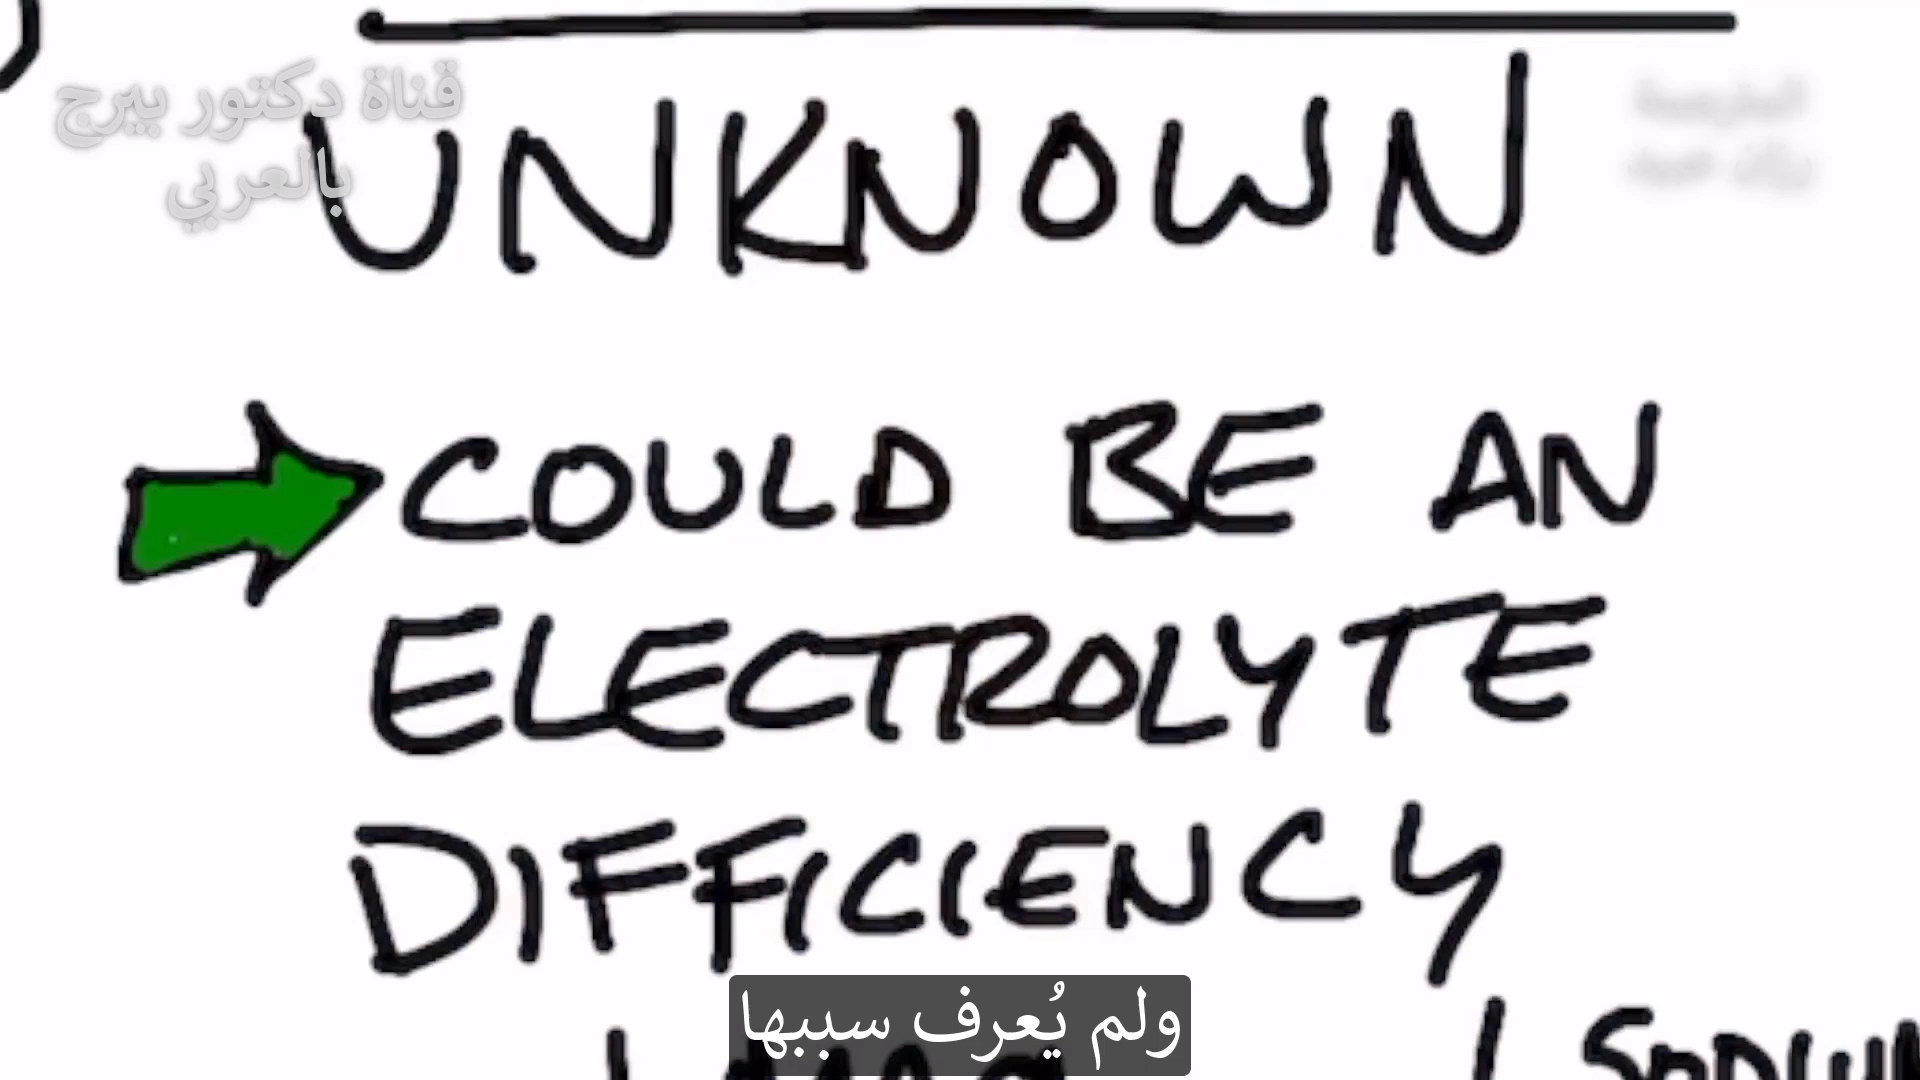 قناة دكتور بيرج
بالعربي
UNKNOWN
COULD BE AN
ELECTROLYTE
DIFFICIENCY
ولم يُعرف سببها